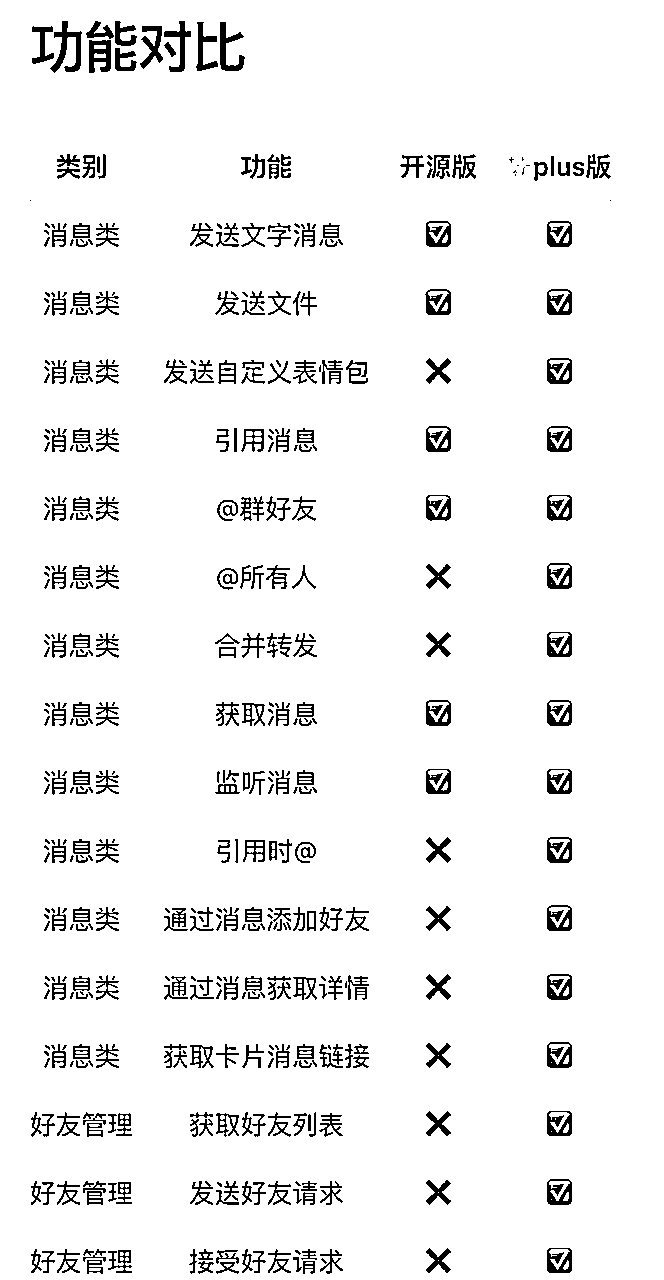 功能对比
类别 功能 开源版 ✨plus版
消息类 发送文字消息 ✅ ✅
消息类 发送文件 ✅ ✅
消息类 发送自定义表情包 ❌ ✅
消息类 引用消息 ✅ ✅
消息类 @群好友 ✅ ✅
消息类 @所有人 ❌ ✅
消息类 合并转发 ❌ ✅
消息类 获取消息 ✅ ✅
消息类 监听消息 ✅ ✅
消息类 引用时@ ❌ ✅
消息类 通过消息添加好友 ❌ ✅
消息类 通过消息获取详情 ❌ ✅
消息类 获取卡片消息链接 ❌ ✅
好友管理 获取好友列表 ❌ ✅
好友管理 发送好友请求 ❌ ✅
好友管理 接受好友请求 ❌ ✅